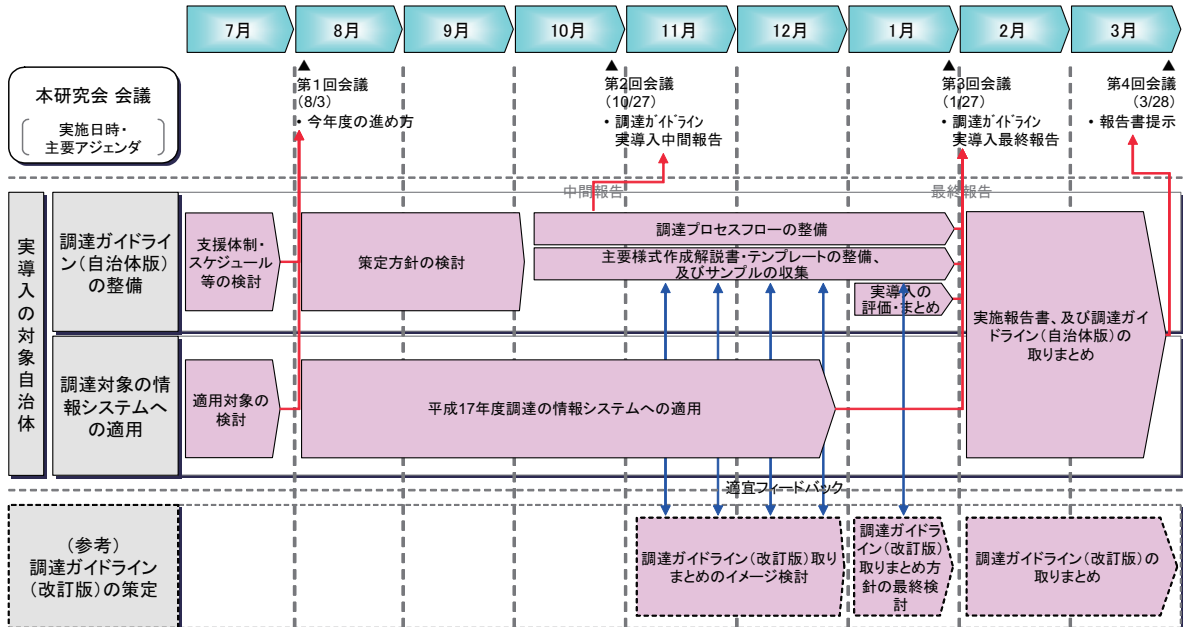 7月
8月
9月
10月
11月
12月
1月
2月
3月
本研究会 会議
実施日時・
主要アジェンダ
第1回会議
(8/3)
・今年度の進め方
第2回会議
(10/27)
・調達ガイドライン
実導入中間報告
第3回会議
(1/27)
・調達ガイドライン
実導入最終報告
第4回会議
(3/28)
・報告書提示
中間報告
最終報告
実導入の対象自治体
調達ガイドライ
ン(自治体版)
の整備
支援体制・
スケジュール
等の検討
策定方針の検討
調達プロセスフローの整備
主要様式作成解説書・テンプレートの整備、
及びサンプルの収集
実導入の
評価・まとめ
実施報告書、及び調達ガイ
ドライン(自治体版)の
取りまとめ
調達対象の情
報システムへ
の適用
適用対象の
検討
平成17年度調達の情報システムへの適用
適宜フィードバック
(参考)
調達ガイドライン
(改訂版)の策定
調達ガイドライン(改訂版)取り
まとめのイメージ検討
調達ガイドラ
イン(改訂版)
取りまとめ方
針の最終検
討
調達ガイドライン(改訂版)の
取りまとめ